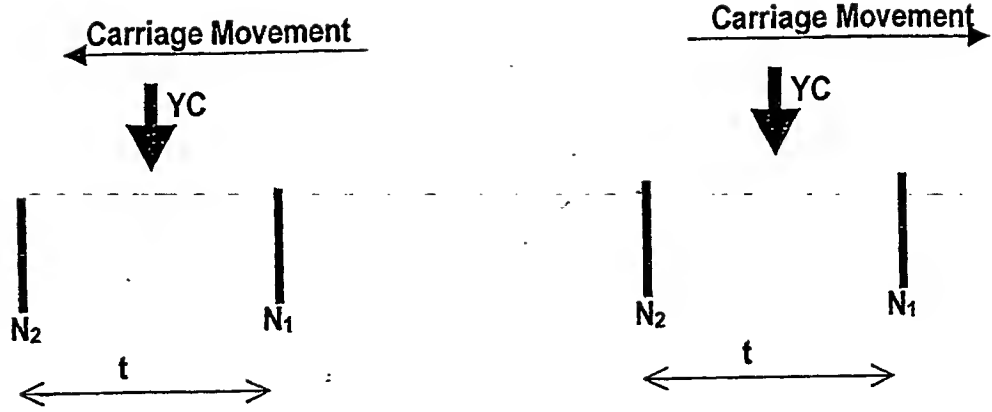 Carriage Movement
YC
N₂
N₁
t
Carriage Movement
YC
N₂
N₁
t